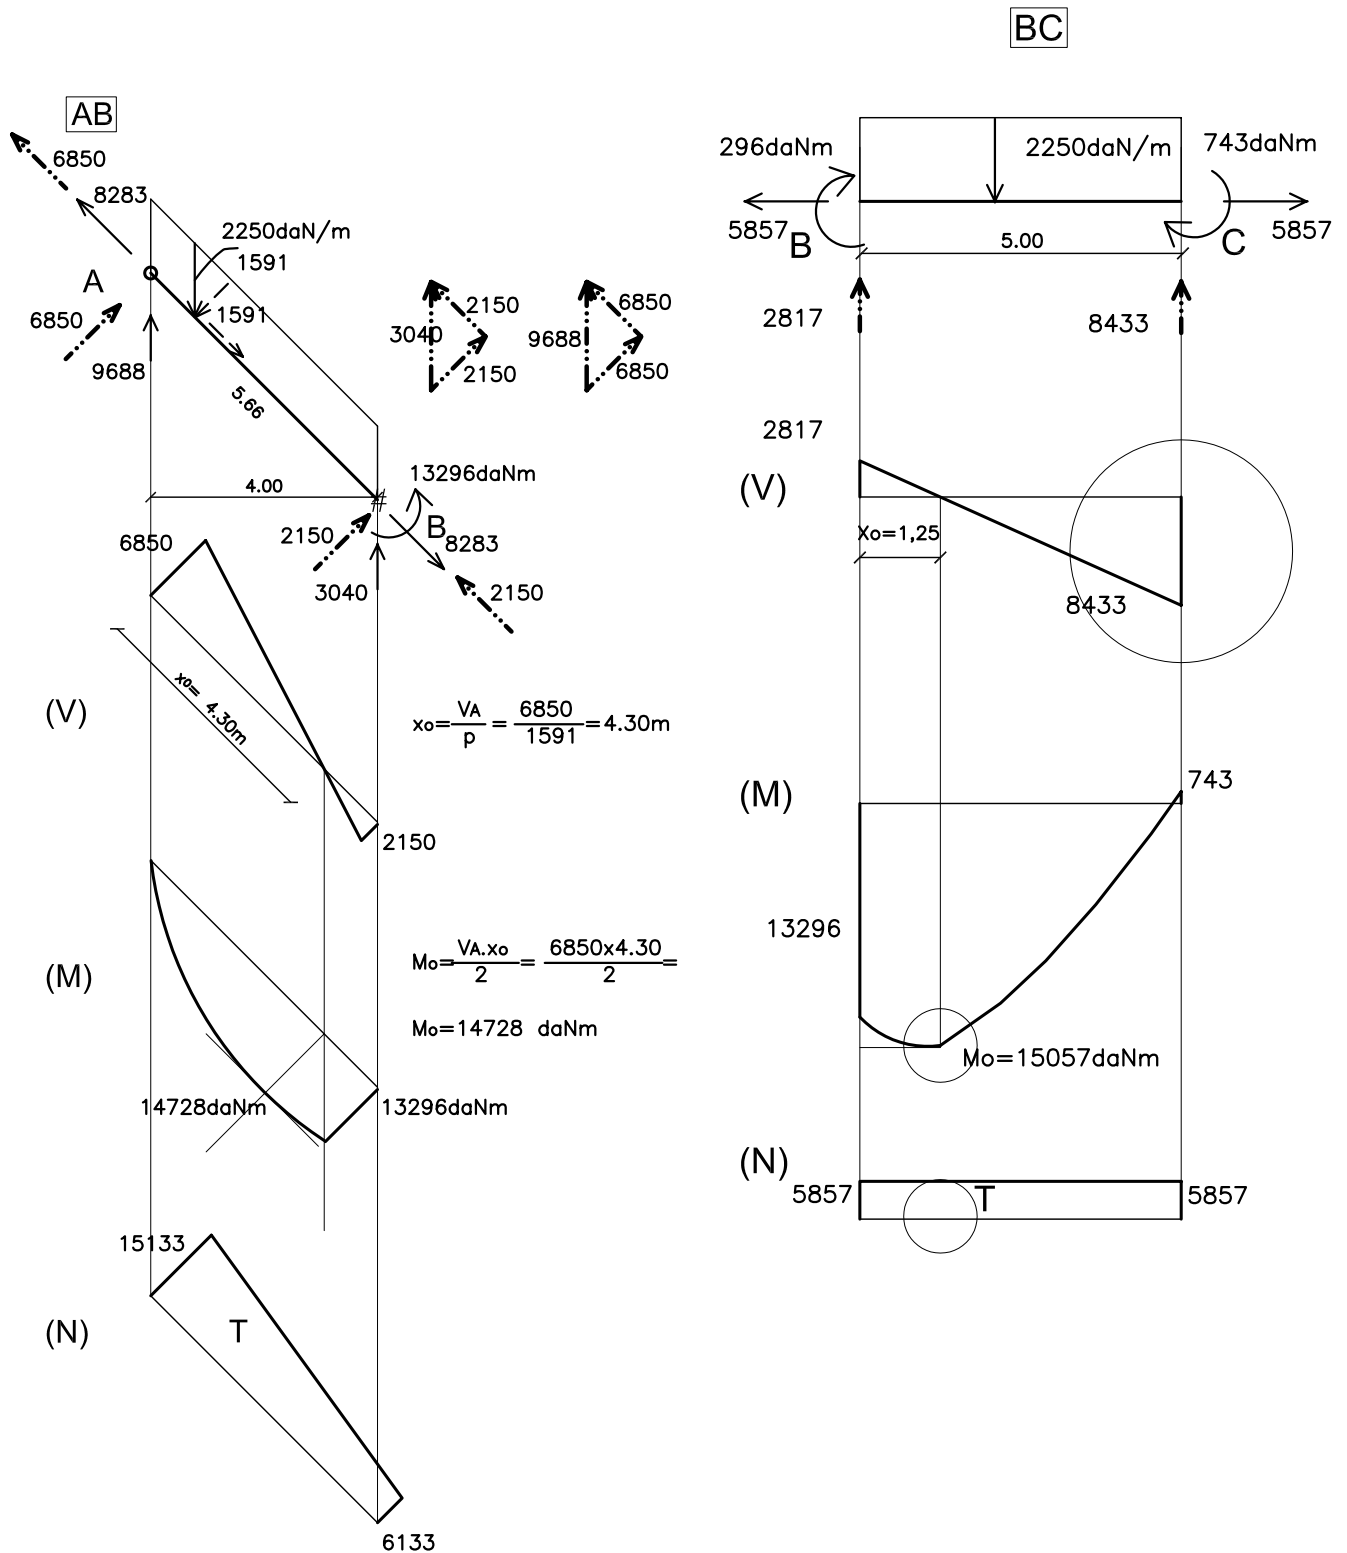 AB
6850
8283
2250daN/m
1591
A
1591
6850
9688
5.66
4.00
13296daNm
B
2150
8283
3040
2150
2150
3040
2150
6850
9688
6850
(V)
6850
xo= 4.30m
2150
xo= VA / p = 6850 / 1591 =4.30m
(M)
14728daNm
13296daNm
Mo= VA.xo / 2 = 6850x4.30 / 2 =
Mo=14728 daNm
(N)
15133
T
6133
BC
296daNm
2250daN/m
743daNm
5857
B
5.00
C
5857
2817
8433
2817
(V)
Xo=1,25
8433
(M)
743
13296
Mo=15057daNm
(N)
5857
T
5857